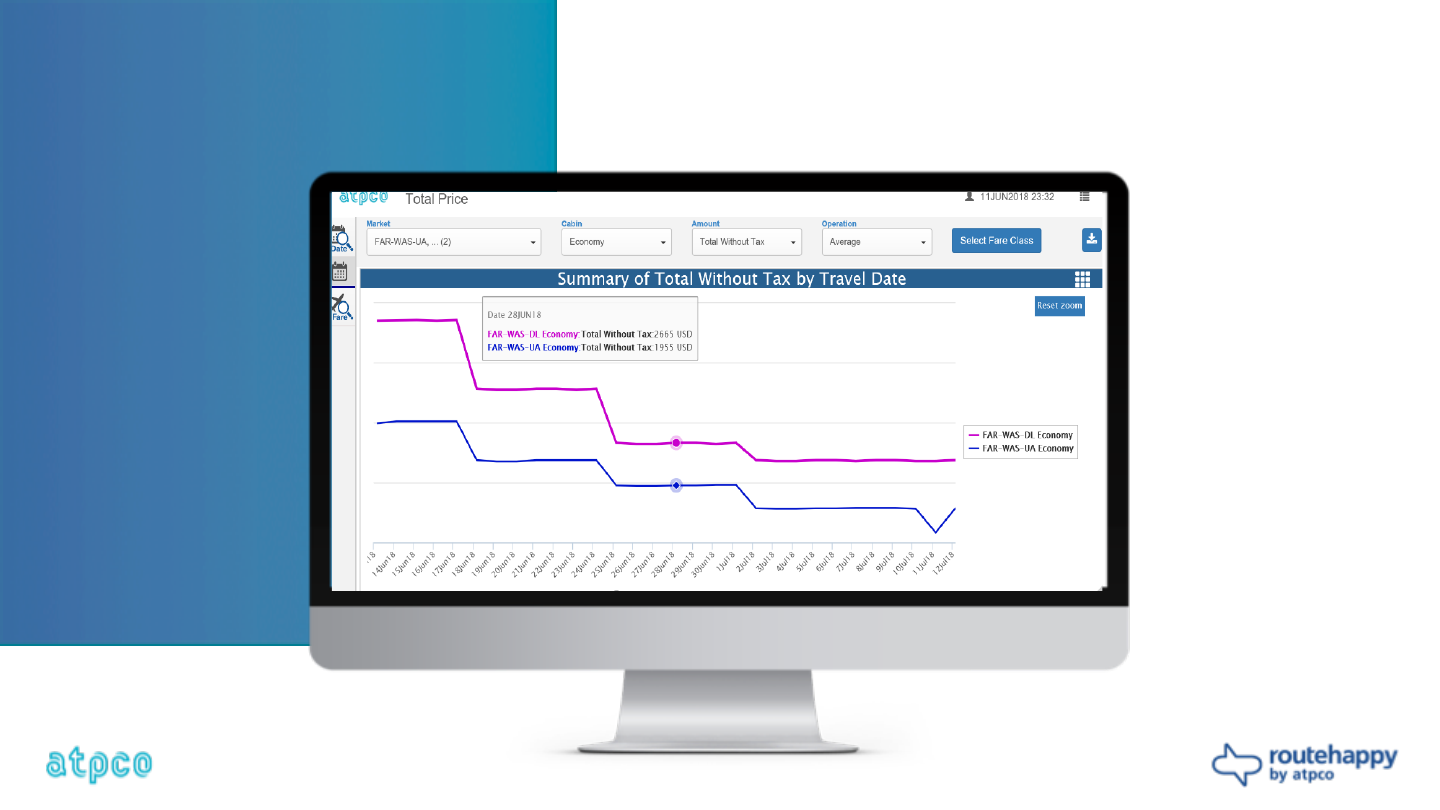 atpco Total Price 11JUN2018 23:32
Market Cabin Amount Operation
FAR-WAS-UA, ... (2) Economy Total Without Tax Average Select Fare Class
Date
Fare
Summary of Total Without Tax by Travel Date
Reset zoom
Date 28JUN18
FAR-WAS-DL Economy:Total Without Tax:2665 USD
FAR-WAS-UA Economy:Total Without Tax:1955 USD
FAR-WAS-DL Economy
FAR-WAS-UA Economy
14Jun18 15Jun18 16Jun18 17Jun18 18Jun18 19Jun18 20Jun18 21Jun18 22Jun18 23Jun18 24Jun18 25Jun18 26Jun18 27Jun18 28Jun18 29Jun18 30Jun18 1Jul18 2Jul18 3Jul18 4Jul18 5Jul18 6Jul18 7Jul18 8Jul18 9Jul18 10Jul18 11Jul18 12Jul18
atpco
routehappy
by atpco